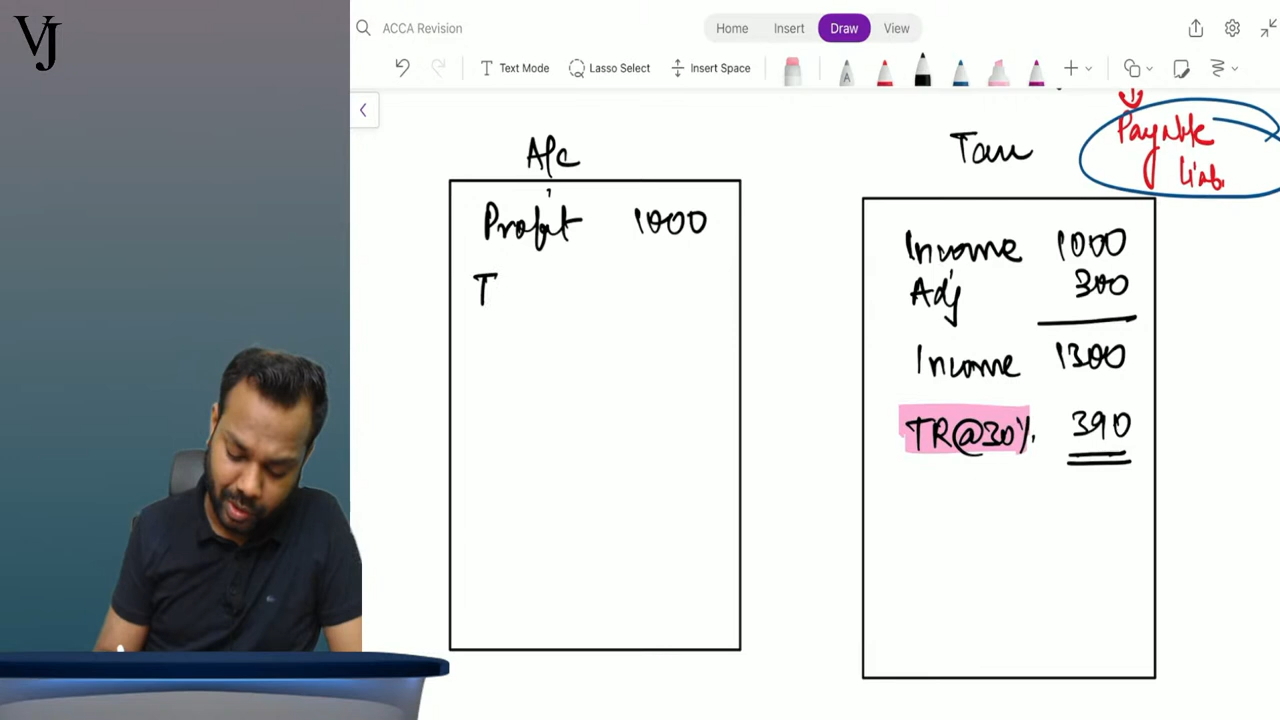 VJ
ACCA Revision
Home Insert Draw View
Text Mode Lasso Select Insert Space
A
Payable
Liab.
A/c
Profit 1000
T
Tax
Income 1000
Adj 300
Income 1300
TR@30% 390